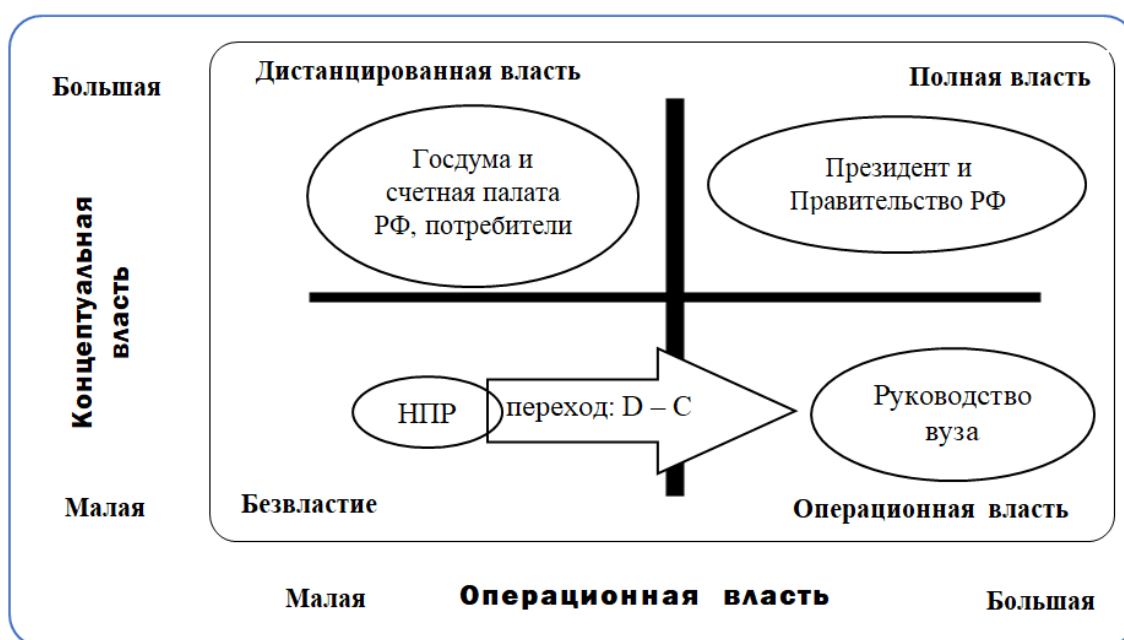 Дистанцированная власть
Полная власть
Большая
Госдума и
счетная палата
РФ, потребители
Президент и
Правительство РФ
Концептуальная
власть
НПР
переход: D – C
Руководство
вуза
Малая
Безвластие
Операционная власть
Малая
Операционная власть
Большая